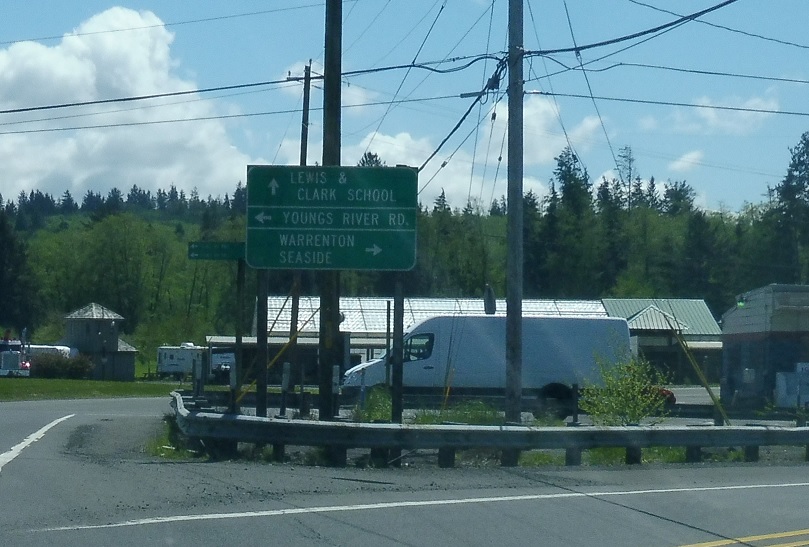 LEWIS &
CLARK SCHOOL
YOUNGS RIVER RD.
WARRENTON
SEASIDE